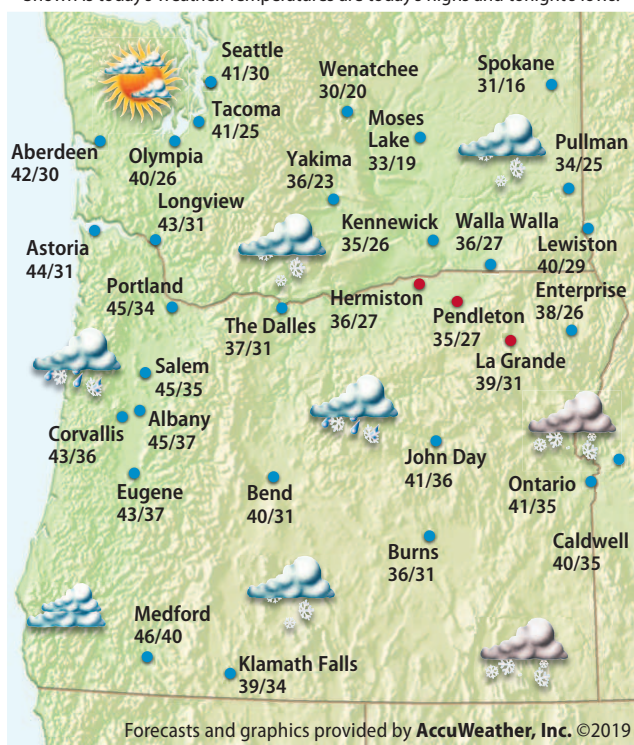 Shown is today's weather. Temperatures are today's highs and tonight's lows.
Seattle
41/30
Wenatchee
30/20
Spokane
31/16
Tacoma
41/25
Moses
Lake
33/19
Pullman
34/25
Aberdeen
42/30
Olympia
40/26
Yakima
36/23
Longview
43/31
Kennewick
35/26
Walla Walla
36/27
Lewiston
40/29
Astoria
44/31
Portland
45/34
Hermiston
36/27
Enterprise
38/26
The Dalles
37/31
Pendleton
35/27
La Grande
39/31
Salem
45/35
Albany
45/37
Corvallis
43/36
John Day
41/36
Eugene
43/37
Bend
40/31
Ontario
41/35
Caldwell
40/35
Burns
36/31
Medford
46/40
Klamath Falls
39/34
Forecasts and graphics provided by AccuWeather, Inc. ©2019